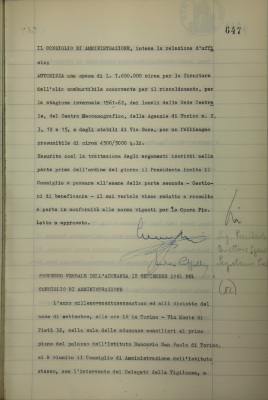 647
IL CONSIGLIO DI AMMINISTRAZIONE, intesa la relazione d'uffi
cio;
AUTORIZZA una spesa di L. 7.600.000 circa per la fornitura
dell'olio combustibile occorrente per il riscaldamento, per
la stagione invernale 1961-62, dei locali della Sede Centra
le, del Centro Meccanografico, delle Agenzie di Torino n. 2,
3, 12 e 15, e degli stabili di Via                per un fabbisogno
presumibile di circa 4500/5000 q.li.
Esaurita così la trattazione degli argomenti iscritti nella
parte prima dell'ordine del giorno il Presidente invita il
Consiglio a passare all'esame della parte seconda - Gestio-
ni di beneficenza - il cui verbale viene redatto e raccolto
a parte in conformità alle norme vigenti per le Opere Pie.
Letto e approvato.
PROCESSO VERBALE DELL'ADUNANZA 18 SETTEMBRE 1961 DEL
CONSIGLIO DI AMMINISTRAZIONE
L'anno millenovecentosessantuno ed addì diciotto del
mese di settembre, alle ore 16 in Torino - Via Monte di
Pietà 32, nella sala delle adunanze consiliari al primo
piano del palazzo dell'Istituto Bancario San Paolo di Torino,
si è riunito il Consiglio di Amministrazione dell'Istituto
stesso, con l'intervento del Delegato della Vigilanza, a